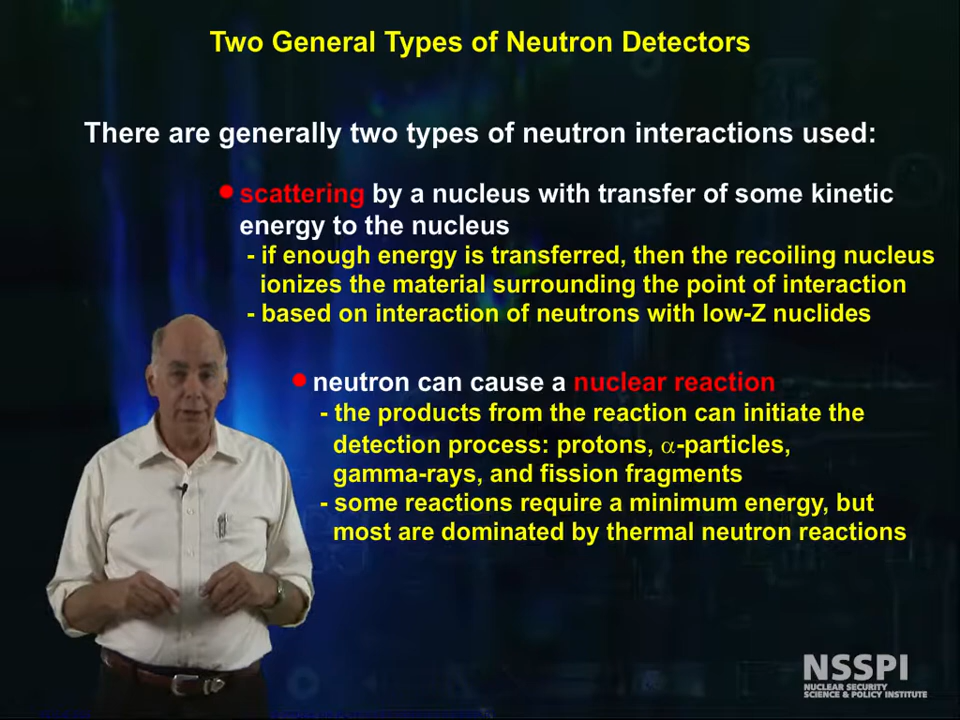 Two General Types of Neutron Detectors
There are generally two types of neutron interactions used:
scattering by a nucleus with transfer of some kinetic
energy to the nucleus
- if enough energy is transferred, then the recoiling nucleus
ionizes the material surrounding the point of interaction
- based on interaction of neutrons with low-Z nuclides
neutron can cause a nuclear reaction
- the products from the reaction can initiate the
detection process: protons, α-particles,
gamma-rays, and fission fragments
- some reactions require a minimum energy, but
most are dominated by thermal neutron reactions
NSSPI
NUCLEAR SECURITY
SCIENCE & POLICY INSTITUTE